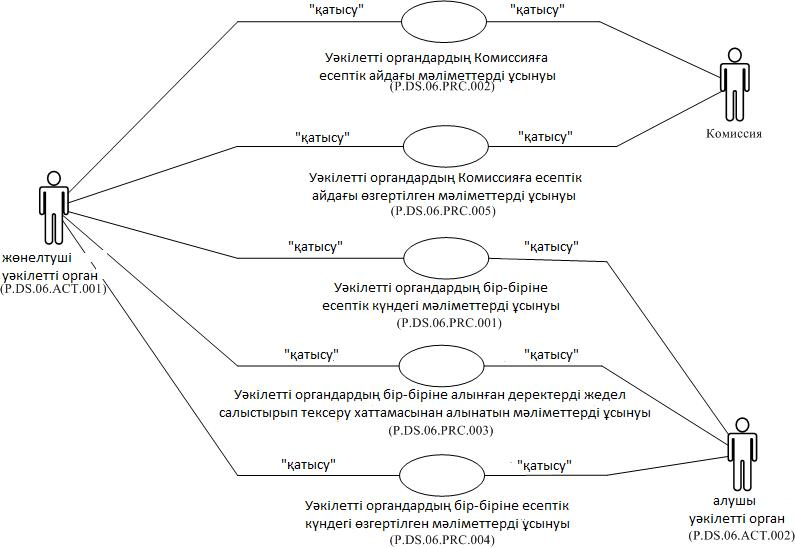 "қатысу" "қатысу"
Уәкілетті органдардың Комиссияға
есептік айдағы мәліметтерді ұсынуы
(P.DS.06.PRC.002)
Комиссия
"қатысу" "қатысу"
Уәкілетті органдардың Комиссияға есептік
айдағы өзгертілген мәліметтерді ұсынуы
(P.DS.06.PRC.005)
жөнелтуші
уәкілетті орган
(P.DS.06.ACT.001)
"қатысу" "қатысу"
Уәкілетті органдардың бір-біріне
есептік күндегі мәліметтерді ұсынуы
(P.DS.06.PRC.001)
"қатысу" "қатысу"
Уәкілетті органдардың бір-біріне алынған деректерді жедел
салыстырып тексеру хаттамасынан алынатын мәліметтерді ұсынуы
(P.DS.06.PRC.003)
"қатысу" "қатысу"
Уәкілетті органдардың бір-біріне есептік
күндегі өзгертілген мәліметтерді ұсынуы
(P.DS.06.PRC.004)
алушы
уәкілетті орган
(P.DS.06.ACT.002)